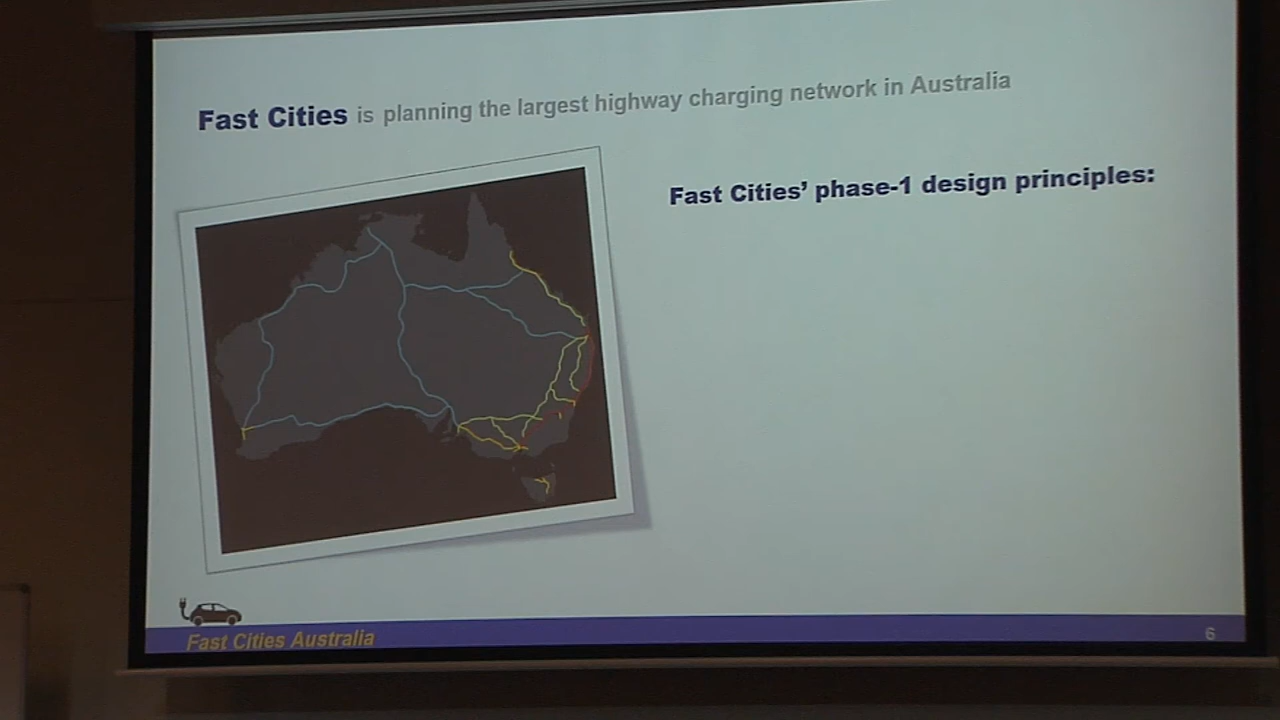 Fast Cities is planning the largest highway charging network in Australia
Fast Cities’ phase-1 design principles:
Fast Cities Australia
6